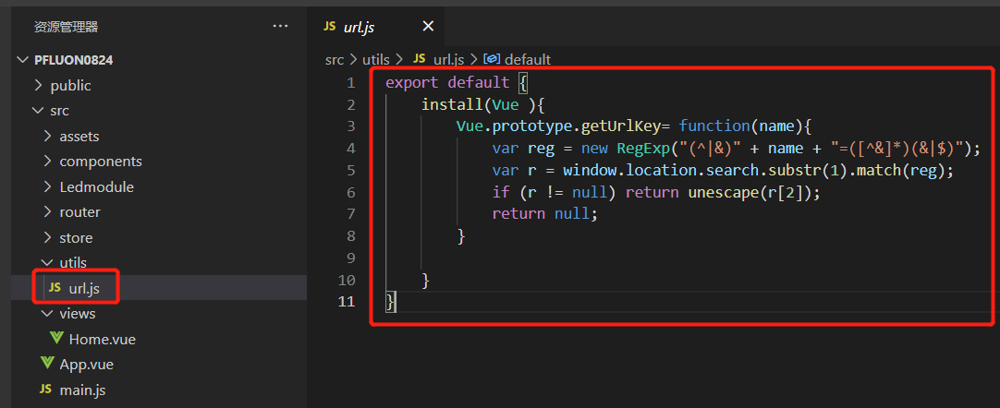 资源管理器 ···
PFLUON0824
public
src
assets
components
Ledmodule
router
store
utils
JS url.js
views
Home.vue
App.vue
JS main.js
JS url.js ×
src > utils > JS url.js > default
1 export default {
2     install(Vue ){
3         Vue.prototype.getUrlKey= function(name){
4             var reg = new RegExp("(^|&)" + name + "=([^&]*)(&|$)");
5             var r = window.location.search.substr(1).match(reg);
6             if (r != null) return unescape(r[2]);
7             return null;
8         }
9
10     }
11 }